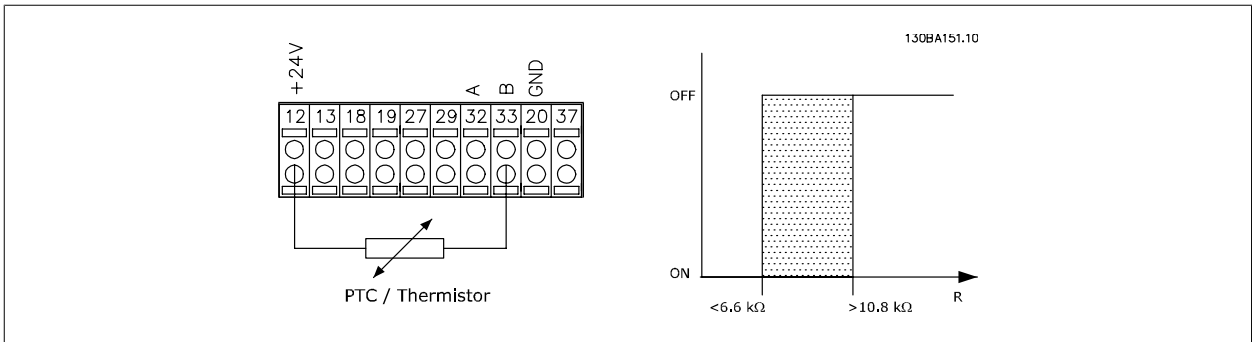 130BA151.10
+24V
A
B
GND
12 13 18 19 27 29 32 33 20 37
PTC / Thermistor
OFF
ON
<6.6 kΩ
>10.8 kΩ
R